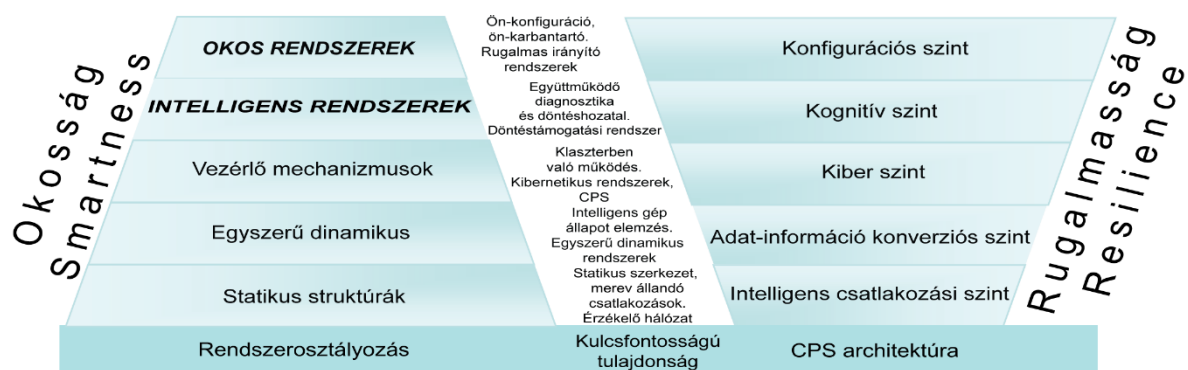 Okosság
Smartness
OKOS RENDSZEREK
INTELLIGENS RENDSZEREK
Vezérlő mechanizmusok
Egyszerű dinamikus
Statikus struktúrák
Rendszerosztályozás
Ön-konfiguráció,
ön-karbantartó.
Rugalmas irányító
rendszerek
Együttműködő
diagnosztika
és döntéshozatal.
Döntéstámogatási rendszer
Klaszterben
való működés.
Kibernetikus rendszerek,
CPS
Intelligens gép
állapot elemzés.
Egyszerű dinamikus
rendszerek
Statikus szerkezet,
merev állandó
csatlakozások.
Érzékelő hálózat
Kulcsfontosságú
tulajdonság
Konfigurációs szint
Kognitív szint
Kiber szint
Adat-információ konverziós szint
Intelligens csatlakozási szint
CPS architektúra
Rugalmasság
Resilience